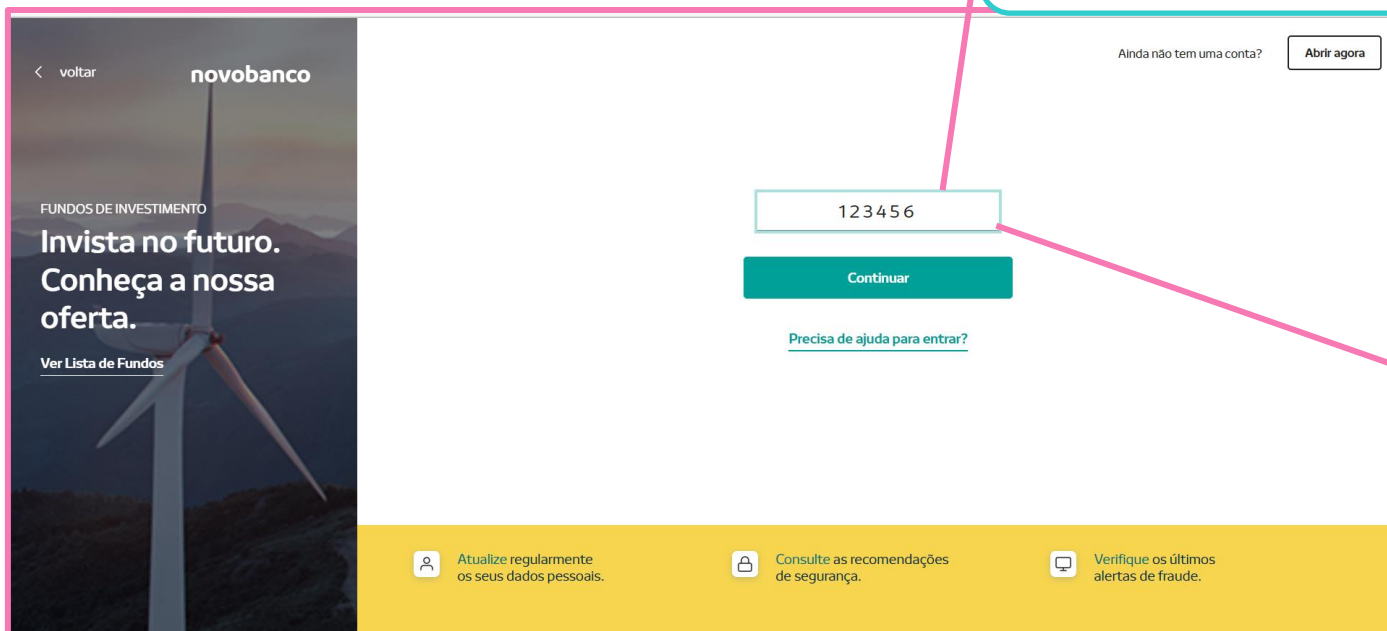 voltar
novobanco
Ainda não tem uma conta?
Abrir agora
FUNDOS DE INVESTIMENTO
Invista no futuro.
Conheça a nossa
oferta.
Ver Lista de Fundos
123456
Continuar
Precisa de ajuda para entrar?
Atualize regularmente
os seus dados pessoais.
Consulte as recomendações
de segurança.
Verifique os últimos
alertas de fraude.